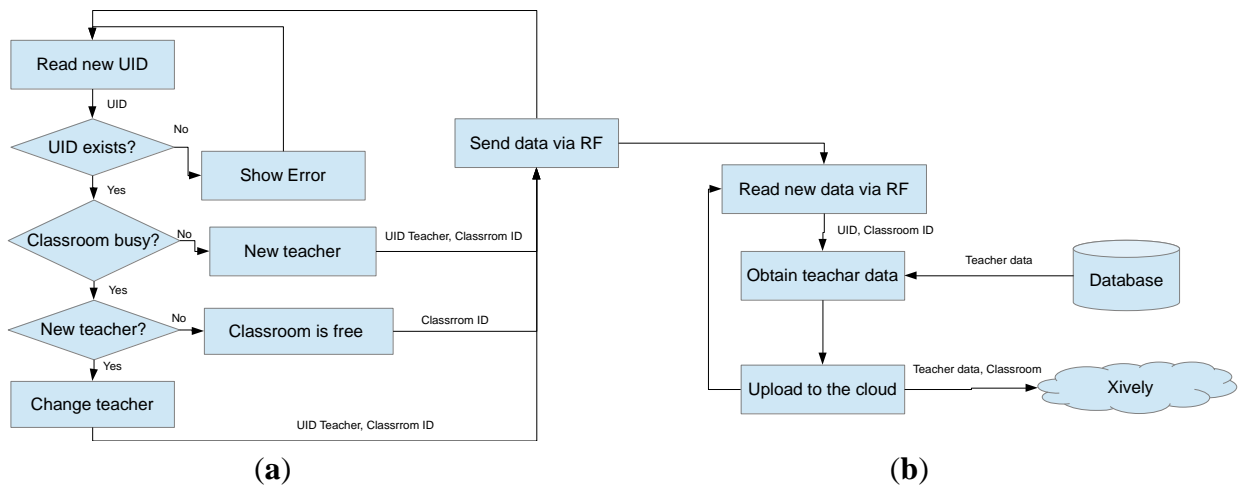 Read new UID
UID
UID exists?
No
Show Error
Yes
Classroom busy?
No
New teacher
UID Teacher, Classrrom ID
Yes
New teacher?
No
Classroom is free
Classrrom ID
Yes
Change teacher
UID Teacher, Classrrom ID
Send data via RF
(a)
Read new data via RF
UID, Classroom ID
Obtain teachar data
Teacher data
Database
Upload to the cloud
Teacher data, Classroom
Xively
(b)